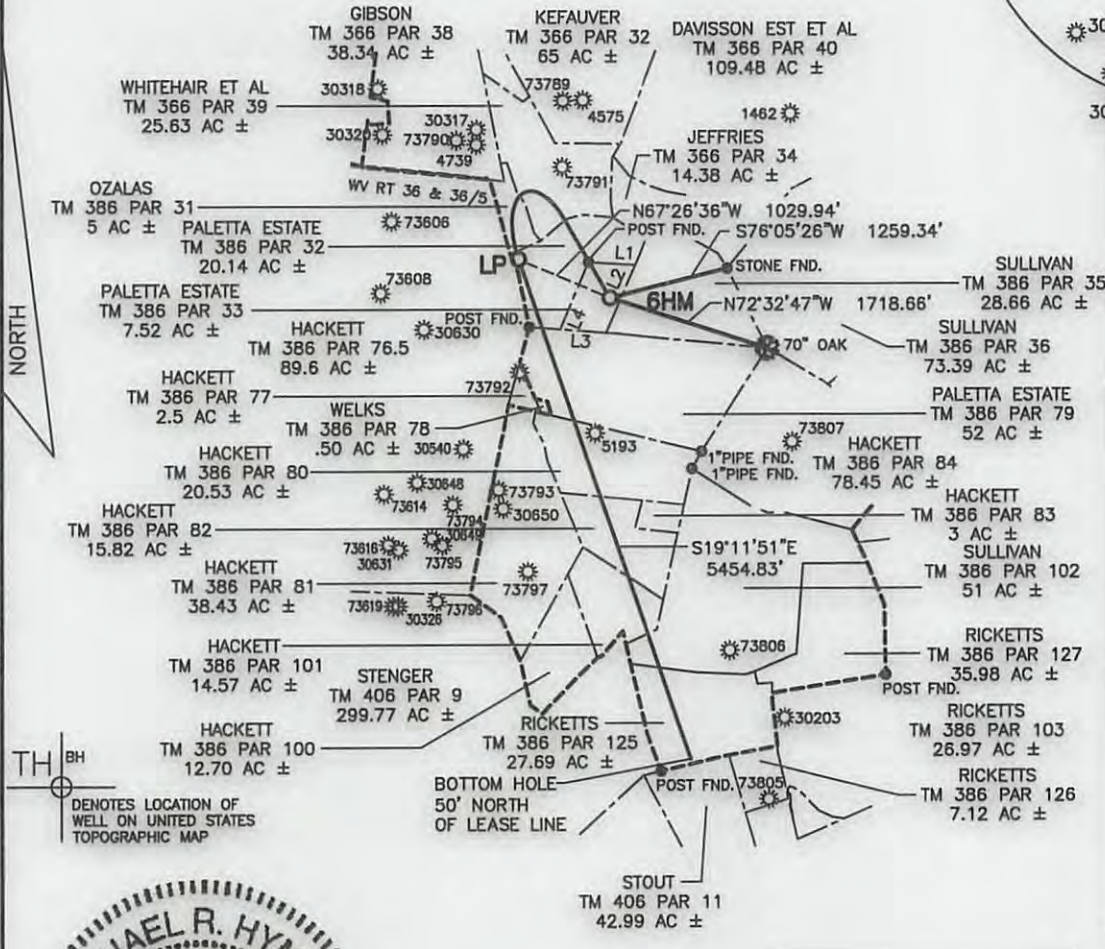 GIBSON
TM 366 PAR 38
38.34 AC ±
KEFAUVER
TM 366 PAR 32
65 AC ±
DAVISSON EST ET AL
TM 366 PAR 40
109.48 AC ±
WHITEHAIR ET AL
TM 366 PAR 39
25.63 AC ±
30318
30320
30317
73790
4739
73789
4575
1462
73791
JEFFRIES
TM 366 PAR 34
14.38 AC ±
WV RT 36 & 36/5
OZALAS
TM 386 PAR 31
5 AC ±
73606
PALETTA ESTATE
TM 386 PAR 32
20.14 AC ±
N67°26'36"W 1029.94'
POST FND.
S76°05'26"W 1259.34'
L1
L2
LP
6HM
STONE FND.
SULLIVAN
TM 386 PAR 35
28.66 AC ±
N72°32'47"W 1718.66'
NORTH
73608
PALETTA ESTATE
TM 386 PAR 33
7.52 AC ±
POST FND.
L4
L3
30630
HACKETT
TM 386 PAR 76.5
89.6 AC ±
70" OAK
SULLIVAN
TM 386 PAR 36
73.39 AC ±
HACKETT
TM 386 PAR 77
2.5 AC ±
73792
PALETTA ESTATE
TM 386 PAR 79
52 AC ±
WELKS
TM 386 PAR 78
.50 AC ±
30540
5193
73807
1"PIPE FND.
1"PIPE FND.
HACKETT
TM 386 PAR 84
78.45 AC ±
HACKETT
TM 386 PAR 80
20.53 AC ±
30648
73614
73793
30650
73794
30649
73795
HACKETT
TM 386 PAR 83
3 AC ±
HACKETT
TM 386 PAR 82
15.82 AC ±
73616
30631
S19°11'51"E
5454.83'
SULLIVAN
TM 386 PAR 102
51 AC ±
HACKETT
TM 386 PAR 81
38.43 AC ±
73797
73619
30326
73796
HACKETT
TM 386 PAR 101
14.57 AC ±
73806
RICKETTS
TM 386 PAR 127
35.98 AC ±
POST FND.
STENGER
TM 406 PAR 9
299.77 AC ±
HACKETT
TM 386 PAR 100
12.70 AC ±
RICKETTS
TM 386 PAR 125
27.69 AC ±
30203
RICKETTS
TM 386 PAR 103
26.97 AC ±
TH
BH
DENOTES LOCATION OF
WELL ON UNITED STATES
TOPOGRAPHIC MAP
BOTTOM HOLE
50' NORTH
OF LEASE LINE
POST FND.
73805
RICKETTS
TM 386 PAR 126
7.12 AC ±
STOUT
TM 406 PAR 11
42.99 AC ±